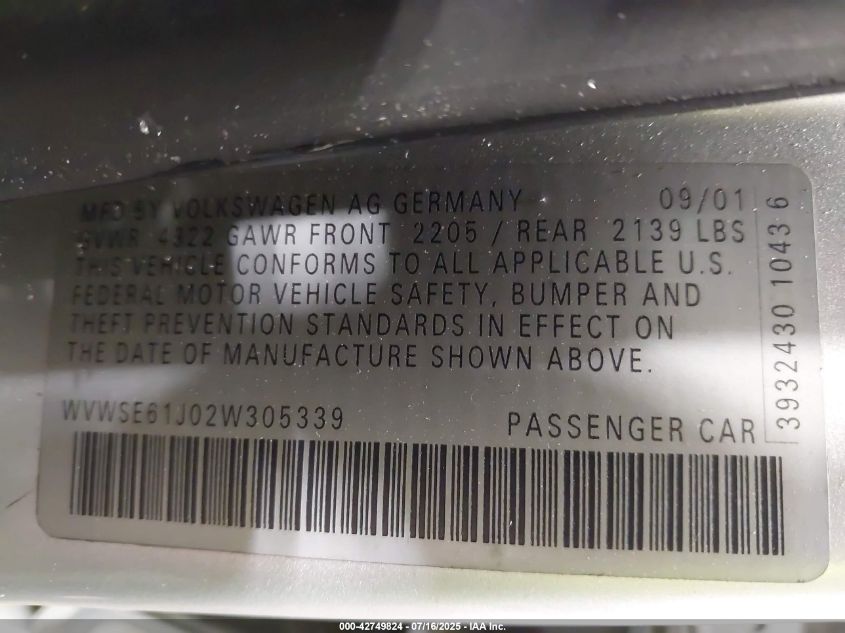 MFD BY VOLKSWAGEN AG GERMANY 09/01
GVWR 4322 GAWR FRONT 2205 / REAR 2139 LBS
THIS VEHICLE CONFORMS TO ALL APPLICABLE U.S.
FEDERAL MOTOR VEHICLE SAFETY, BUMPER AND
THEFT PREVENTION STANDARDS IN EFFECT ON
THE DATE OF MANUFACTURE SHOWN ABOVE.
WVWSE61J02W305339 PASSENGER CAR
3932430 1043 6
000-42749824 - 07/16/2025 - IAA Inc.